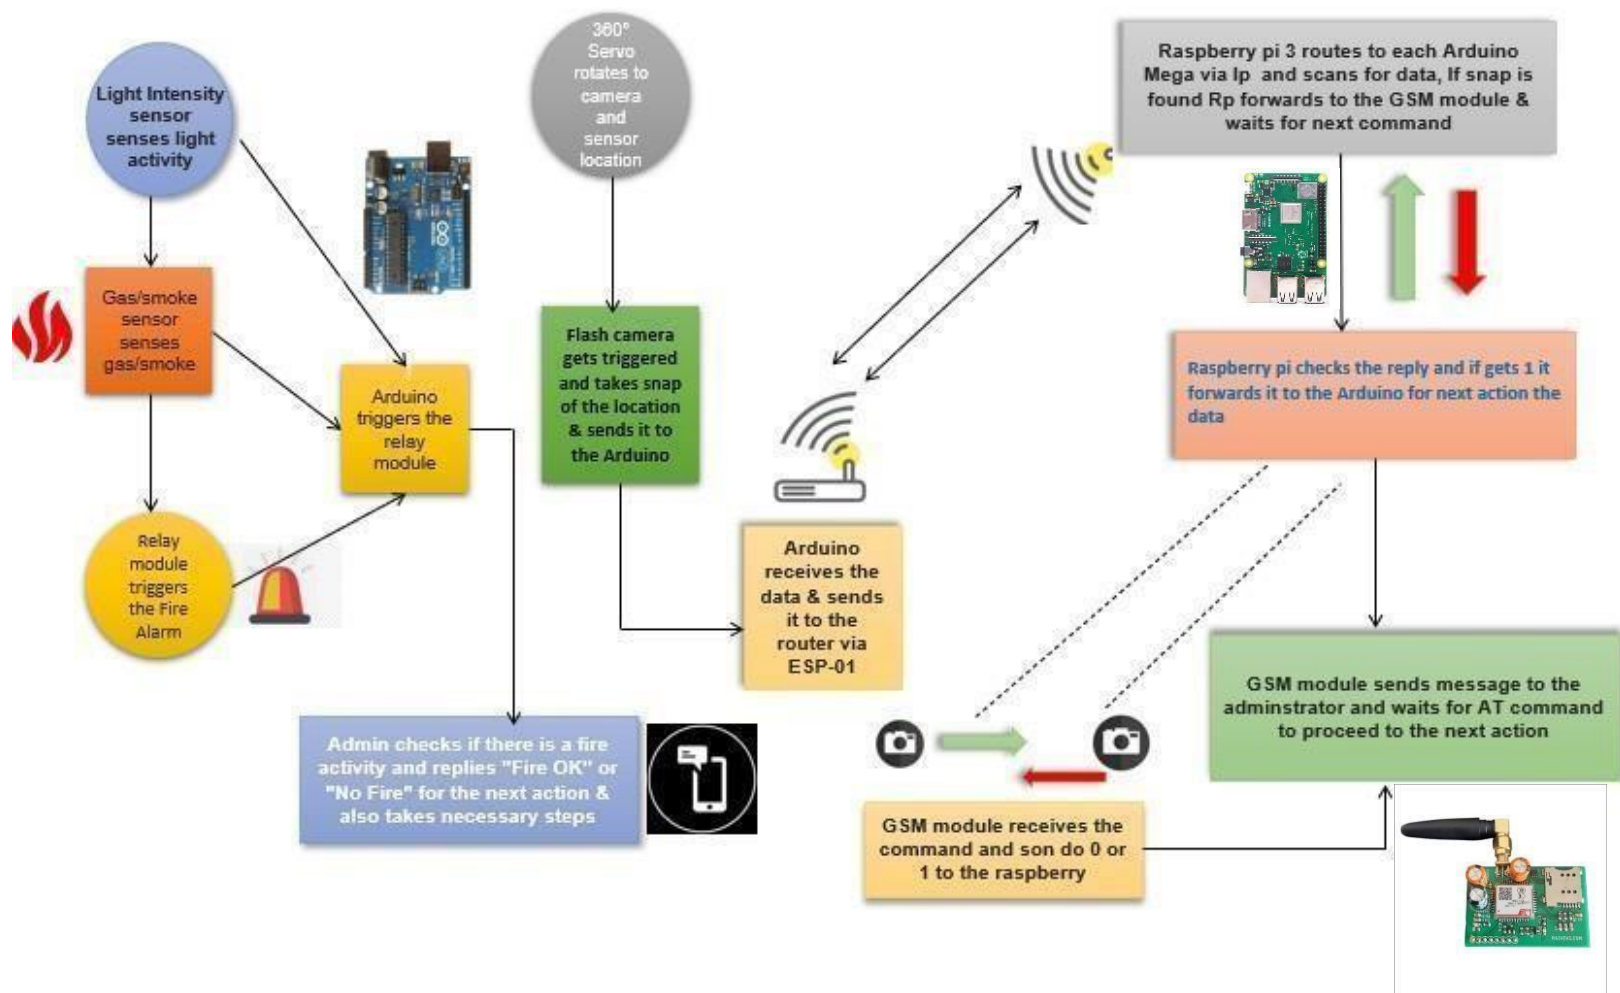 Light Intensity
sensor
senses light
activity
Gas/smoke
sensor
senses
gas/smoke
Relay
module
triggers
the Fire
Alarm
Arduino
triggers the
relay
module
360°
Servo
rotates to
camera
and
sensor
location
Flash camera
gets triggered
and takes snap
of the location
& sends it to
the Arduino
Arduino
receives the
data & sends
it to the
router via
ESP-01
Admin checks if there is a fire
activity and replies "Fire OK" or
"No Fire" for the next action &
also takes necessary steps
Raspberry pi 3 routes to each Arduino
Mega via Ip and scans for data, If snap is
found Rp forwards to the GSM module &
waits for next command
Raspberry pi checks the reply and if gets 1 it
forwards it to the Arduino for next action the
data
GSM module sends message to the
adminstrator and waits for AT command
to proceed to the next action
GSM module receives the
command and son do 0 or
1 to the raspberry